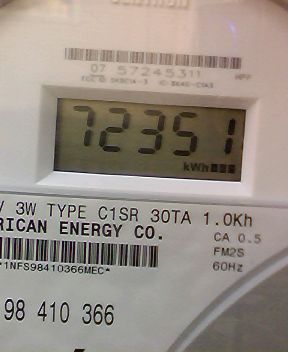 07 57245311
72351
kWh
V 3W TYPE C1SR 30TA 1.0Kh
RICAN ENERGY CO.
CA 0.5
FM2S
60Hz
*1NFS98410366MEC*
98 410 366